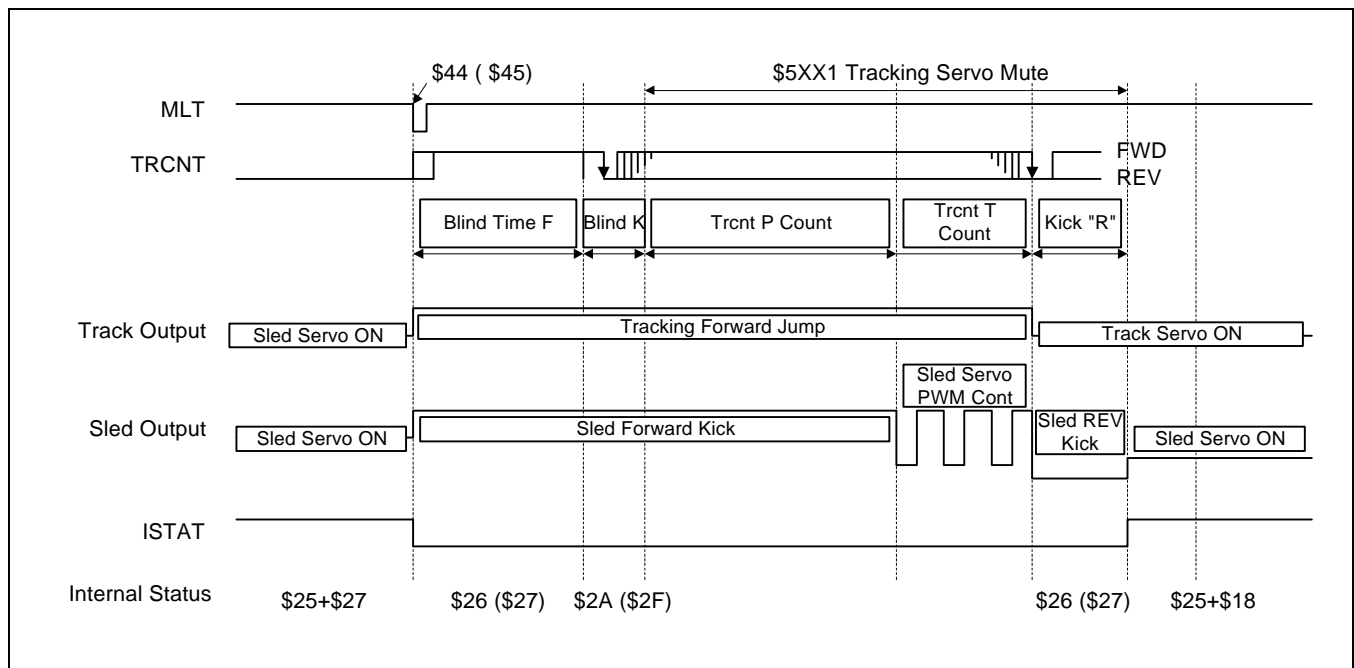 $44 ( $45)
$5XX1 Tracking Servo Mute
MLT
TRCNT
FWD
REV
Blind Time F
Blind K
Trcnt P Count
Trcnt T
Count
Kick "R"
Track Output
Sled Servo ON
Tracking Forward Jump
Track Servo ON
Sled Servo
PWM Cont
Sled Output
Sled Servo ON
Sled Forward Kick
Sled REV
Kick
Sled Servo ON
ISTAT
Internal Status
$25+$27
$26 ($27)
$2A ($2F)
$26 ($27)
$25+$18